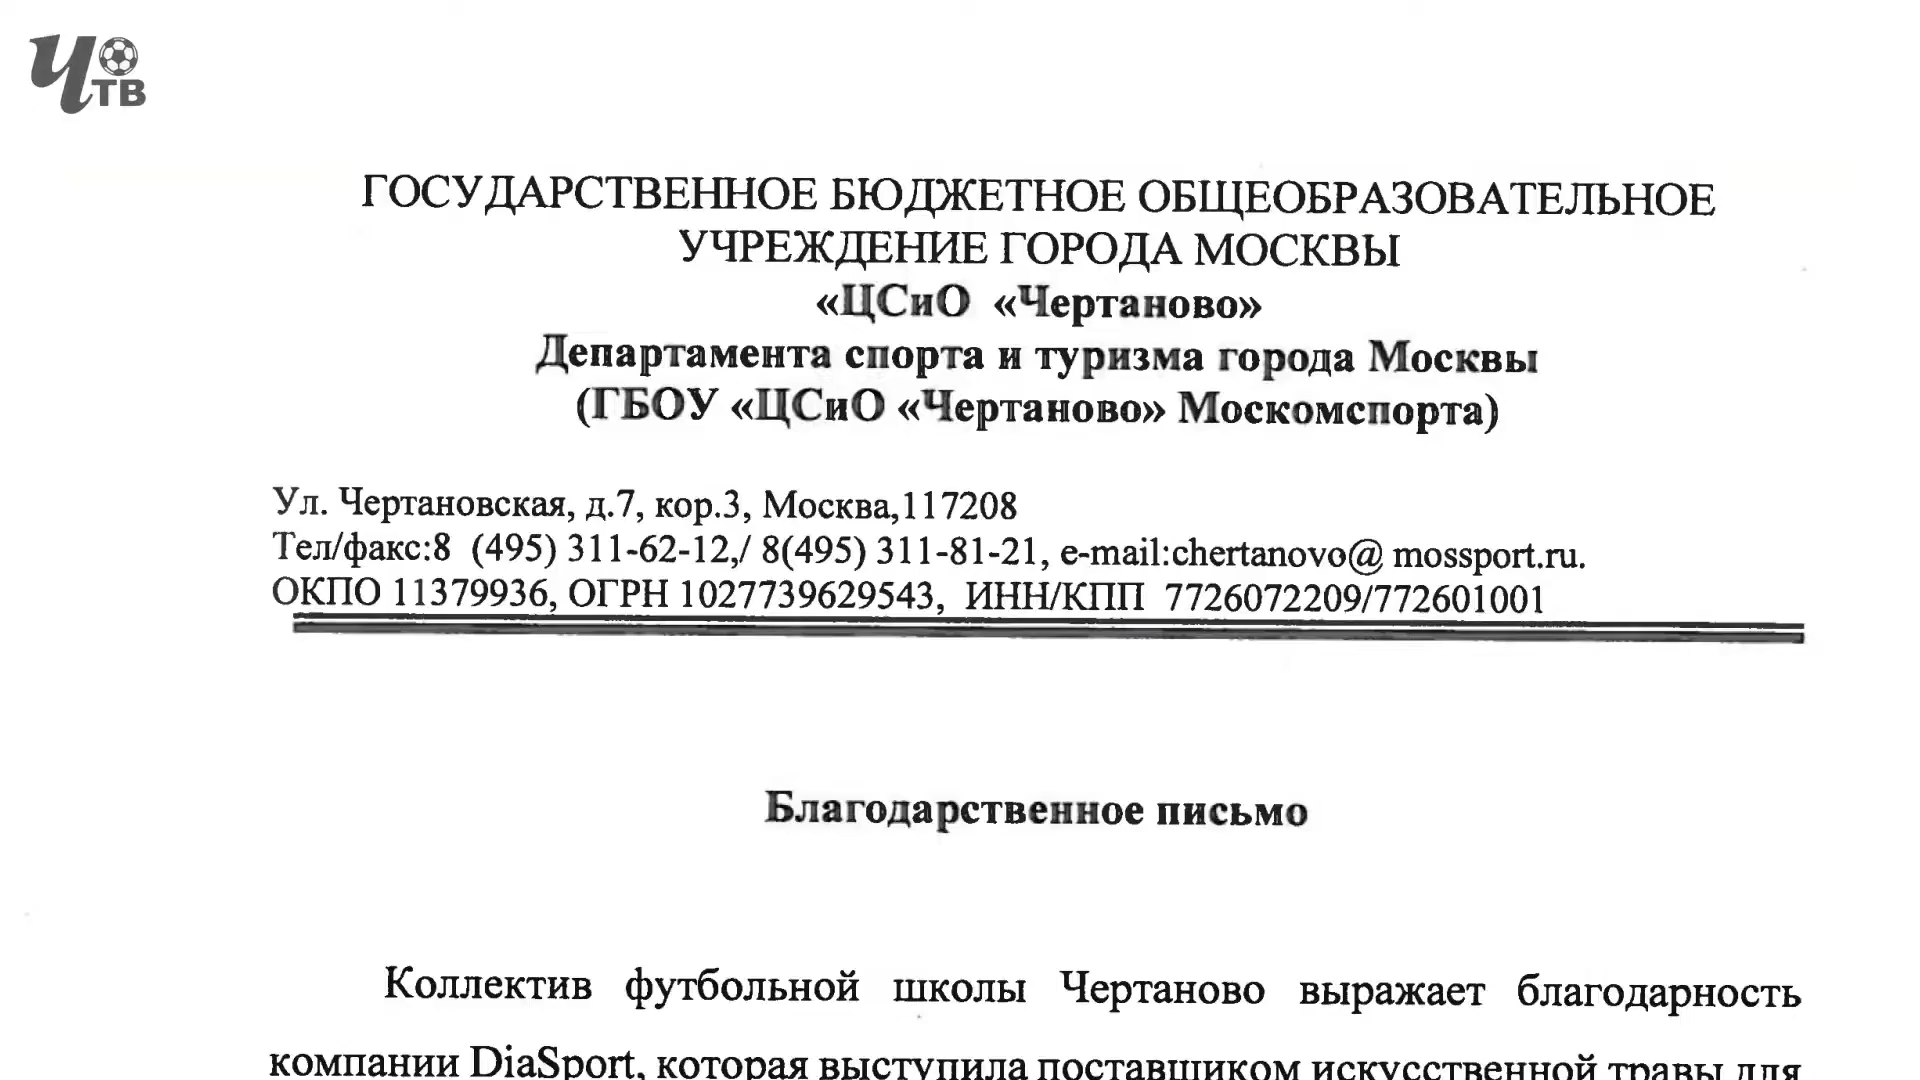 Ч ТВ
ГОСУДАРСТВЕННОЕ БЮДЖЕТНОЕ ОБЩЕОБРАЗОВАТЕЛЬНОЕ
УЧРЕЖДЕНИЕ ГОРОДА МОСКВЫ
«ЦСиО «Чертаново»
Департамента спорта и туризма города Москвы
(ГБОУ «ЦСиО «Чертаново» Москомспорта)
Ул. Чертановская, д.7, кор.3, Москва,117208
Тел/факс:8 (495) 311-62-12,/ 8(495) 311-81-21, e-mail:chertanovo@ mossport.ru.
ОКПО 11379936, ОГРН 1027739629543, ИНН/КПП 7726072209/772601001
Благодарственное письмо
Коллектив футбольной школы Чертаново выражает благодарность
компании DiaSport, которая выступила поставщиком искусственной травы для